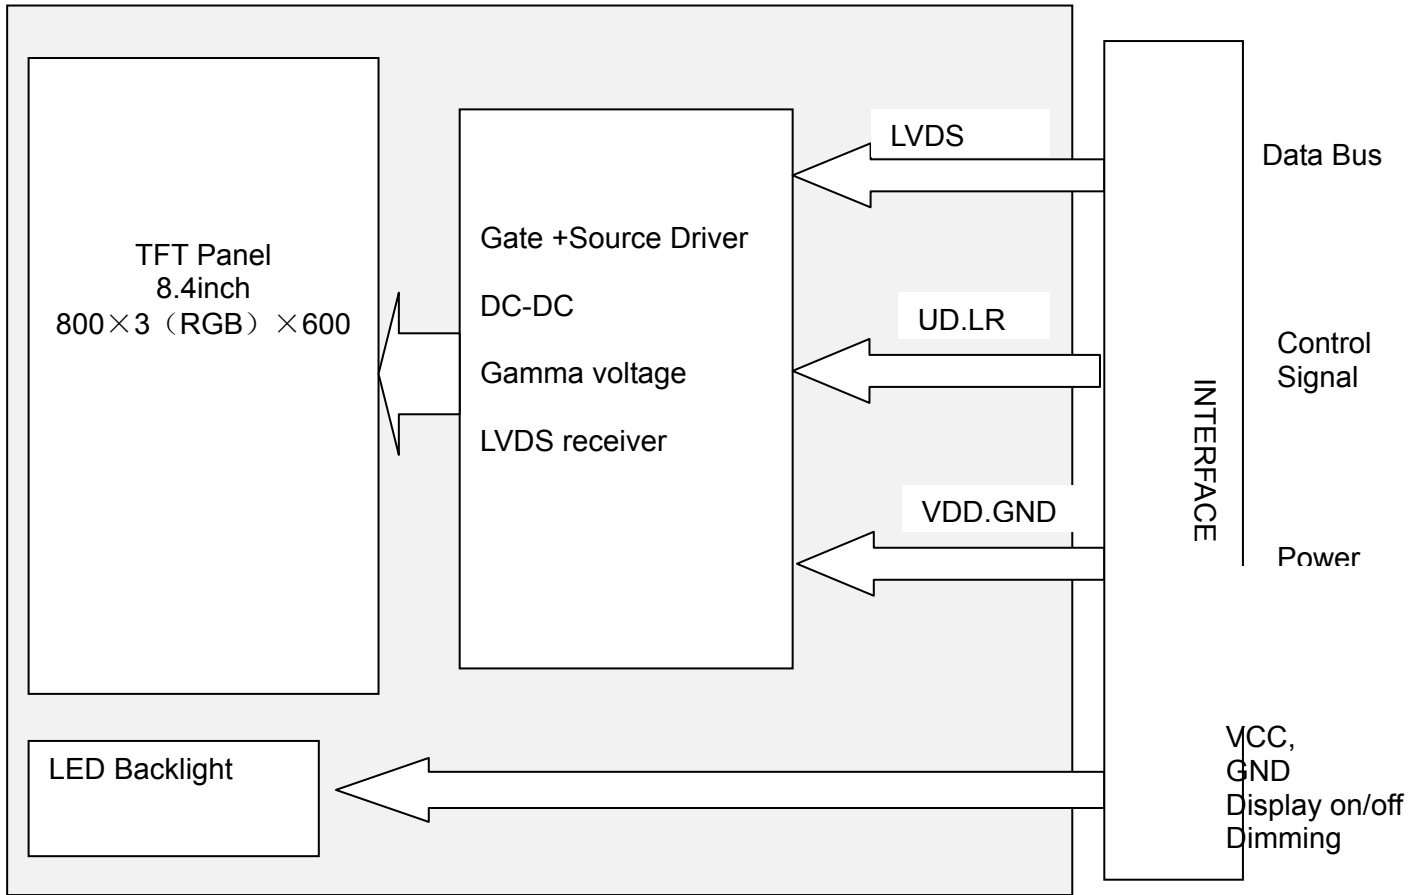 TFT Panel
8.4inch
800×3（RGB）×600
Gate +Source Driver
DC-DC
Gamma voltage
LVDS receiver
LVDS
UD.LR
VDD.GND
INTERFACE
Data Bus
Control
Signal
Power
LED Backlight
VCC,
GND
Display on/off
Dimming